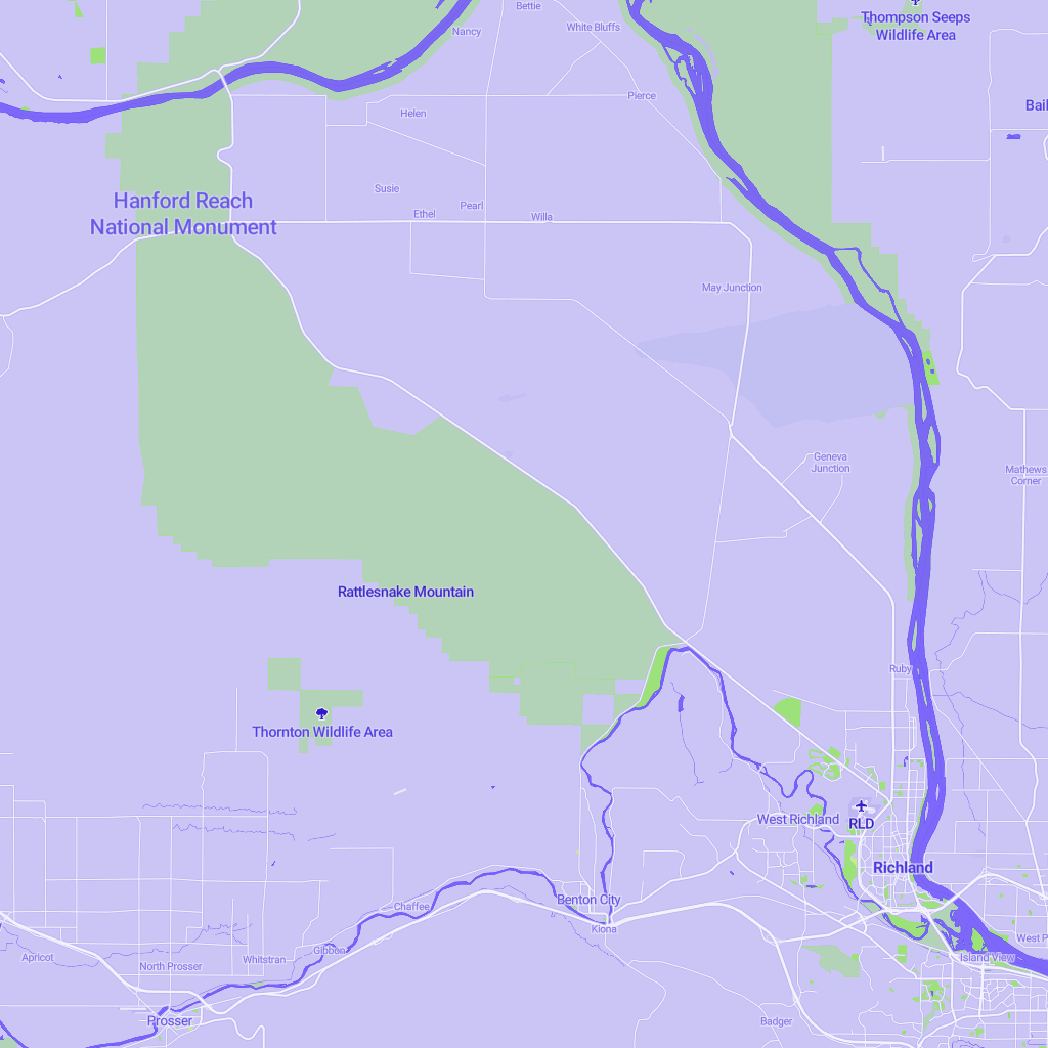 Bettie
Thompson Seeps
Wildlife Area
White Bluffs
Nancy
Pierce
Bail
Helen
Susie
Hanford Reach
National Monument
Pearl
Ethel
Willa
May Junction
Geneva
Junction
Mathews
Corner
Rattlesnake Mountain
Ruby
Thornton Wildlife Area
West Richland
RLD
Richland
Benton City
Chaffee
Kiona
West P
Gibbon
Apricot
Whitstran
Island View
North Prosser
Prosser
Badger